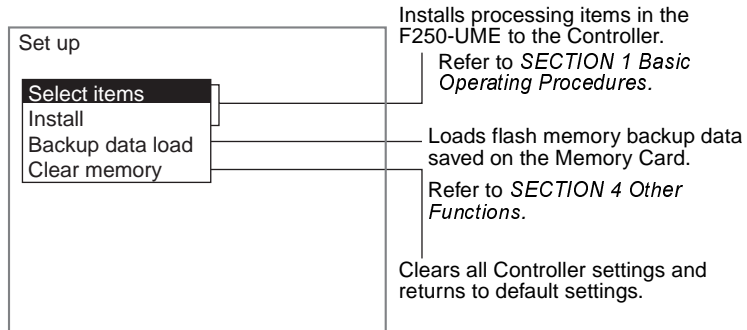 Set up
Select items
Install
Backup data load
Clear memory
Installs processing items in the
F250-UME to the Controller.
Refer to SECTION 1 Basic
Operating Procedures.
Loads flash memory backup data
saved on the Memory Card.
Refer to SECTION 4 Other
Functions.
Clears all Controller settings and
returns to default settings.